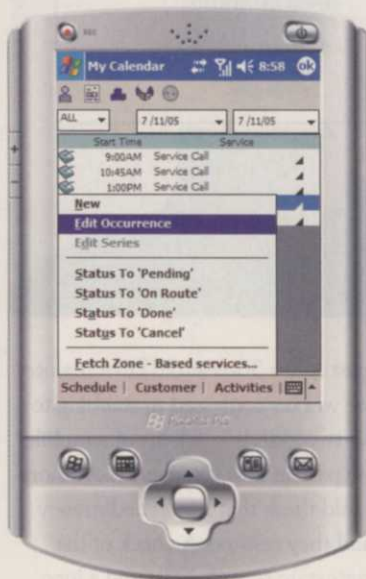 REC
My Calendar 8:58 ok
ALL 7 /11/05 7 /11/05
Start Time Service
9:00AM Service Call
10:45AM Service Call
1:00PM Service Call
New
Edit Occurrence
Edit Series
Status To 'Pending'
Status To 'On Route'
Status To 'Done'
Status To 'Cancel'
Fetch Zone - Based services...
Schedule | Customer | Activities |
Pocket PC